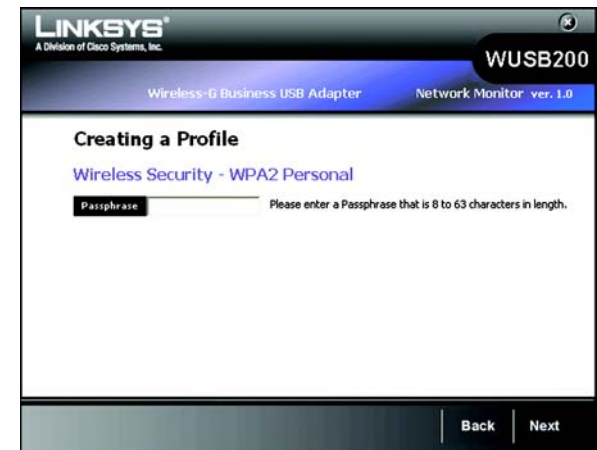 LINKSYS®
A Division of Cisco Systems, Inc.
WUSB200
Wireless-G Business USB Adapter
Network Monitor ver. 1.0
Creating a Profile
Wireless Security - WPA2 Personal
Passphrase
Please enter a Passphrase that is 8 to 63 characters in length.
Back
Next